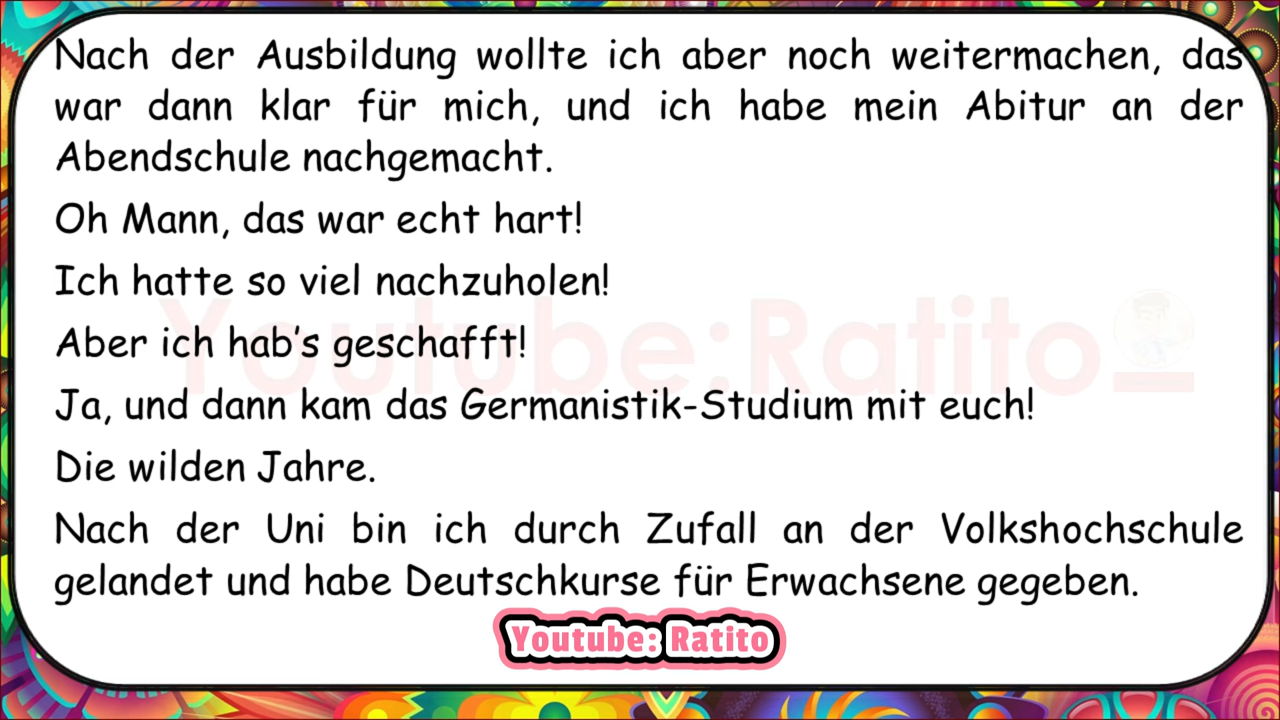 Nach der Ausbildung wollte ich aber noch weitermachen, das
war dann klar für mich, und ich habe mein Abitur an der
Abendschule nachgemacht.
Oh Mann, das war echt hart!
Ich hatte so viel nachzuholen!
Aber ich hab’s geschafft!
Youtube:Ratito
Ja, und dann kam das Germanistik-Studium mit euch!
Die wilden Jahre.
Nach der Uni bin ich durch Zufall an der Volkshochschule
gelandet und habe Deutschkurse für Erwachsene gegeben.
Youtube: Ratito